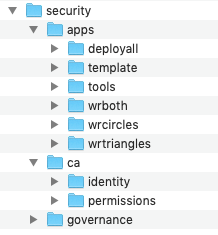 security
apps
deployall
template
tools
wrboth
wrcircles
wrtriangles
ca
identity
permissions
governance